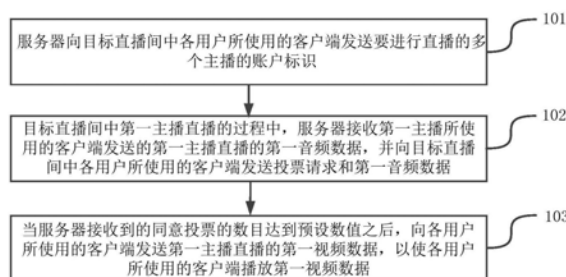 服务器向目标直播间中各用户所使用的客户端发送要进行直播的多
个主播的账户标识
101
目标直播间中第一主播直播的过程中，服务器接收第一主播所使
用的客户端发送的第一主播直播的第一音频数据，并向目标直播
间中各用户所使用的客户端发送投票请求和第一音频数据
102
当服务器接收到的同意投票的数目达到预设数值之后，向各用户
所使用的客户端发送第一主播直播的第一视频数据，以使各用户
所使用的客户端播放第一视频数据
103